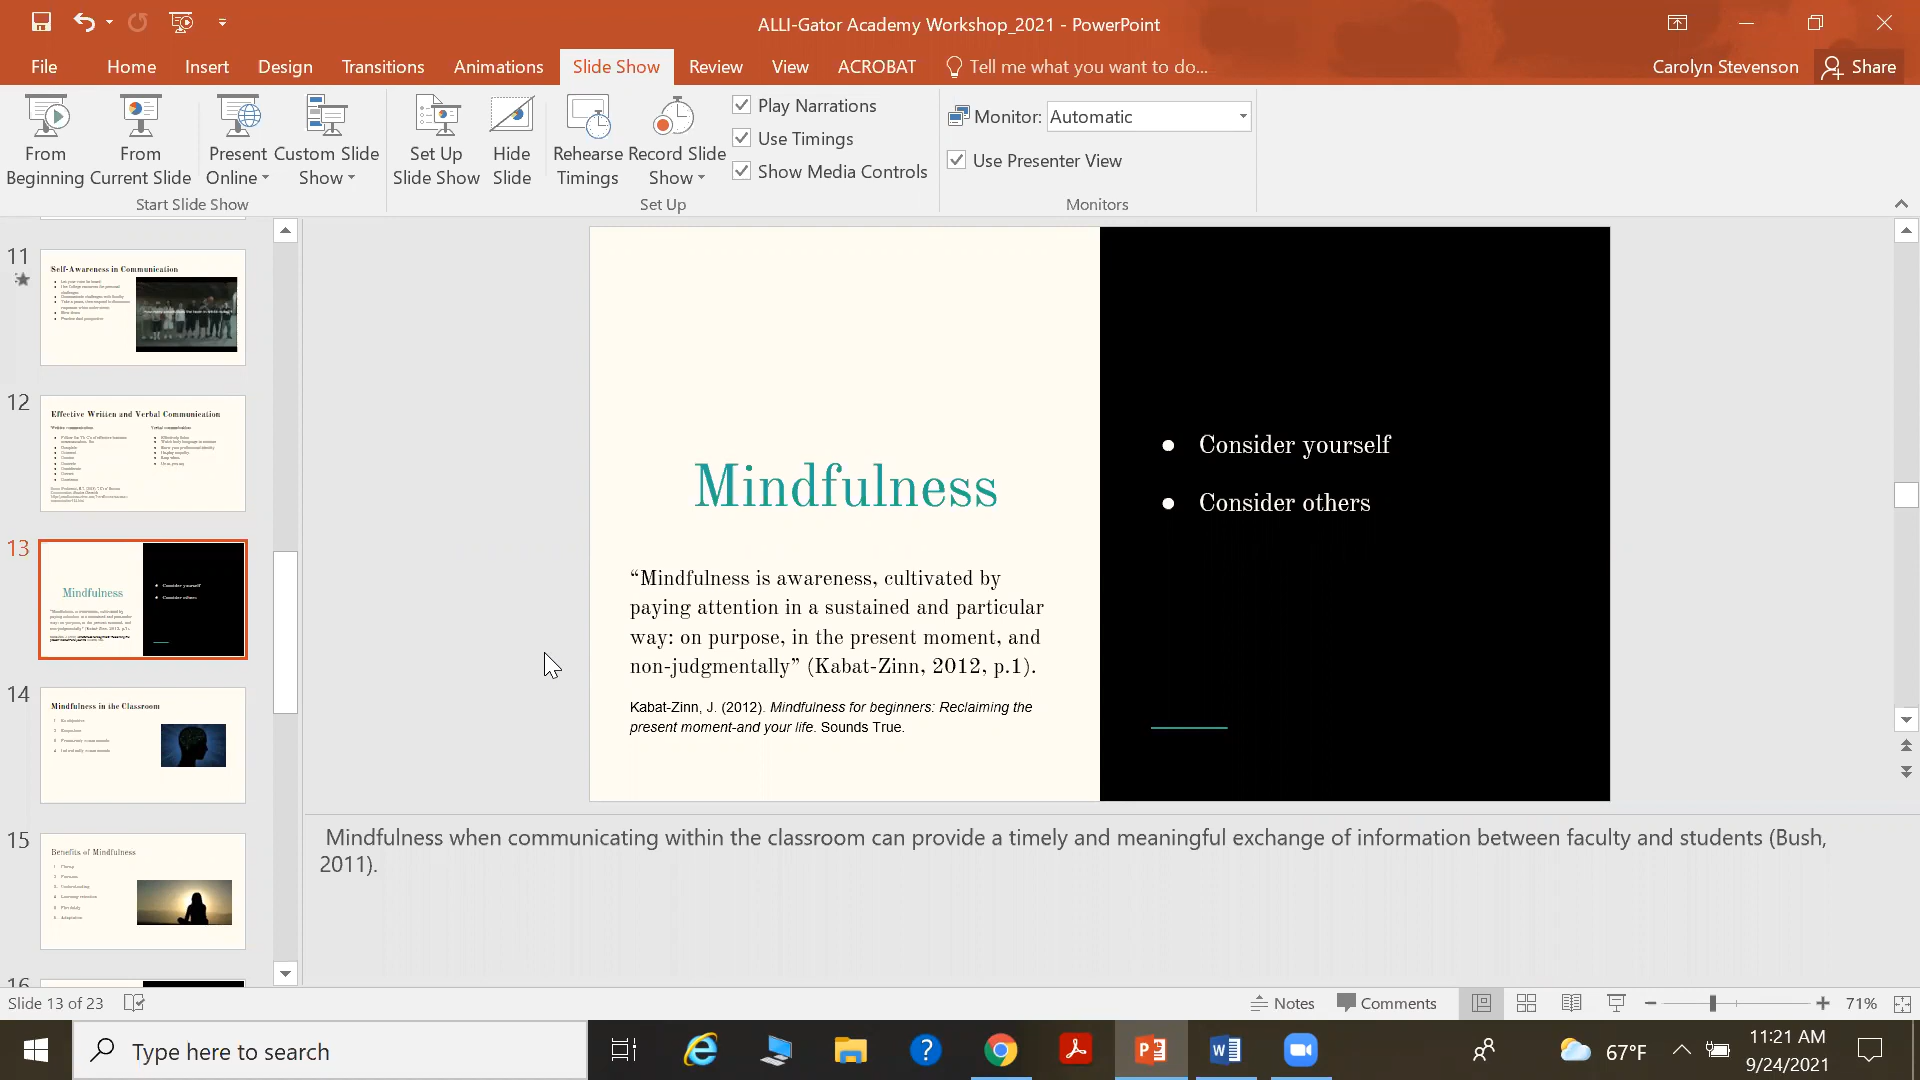 ALLI-Gator Academy Workshop_2021 - PowerPoint
File Home Insert Design Transitions Animations Slide Show Review View ACROBAT Tell me what you want to do... Carolyn Stevenson Share
From Beginning
From Current Slide
Present Online
Custom Slide Show
Set Up Slide Show
Hide Slide
Rehearse Timings
Record Slide Show
Play Narrations
Use Timings
Show Media Controls
Monitor: Automatic
Use Presenter View
Start Slide Show
Set Up
Monitors
11
Self-Awareness in Communication
12
Effective Written and Verbal Communication
13
Mindfulness
Consider yourself
Consider others
14
Mindfulness in the Classroom
15
Benefits of Mindfulness
16
Mindfulness
“Mindfulness is awareness, cultivated by
paying attention in a sustained and particular
way: on purpose, in the present moment, and
non-judgmentally” (Kabat-Zinn, 2012, p.1).
Kabat-Zinn, J. (2012). Mindfulness for beginners: Reclaiming the
present moment-and your life. Sounds True.
● Consider yourself
● Consider others
Mindfulness when communicating within the classroom can provide a timely and meaningful exchange of information between faculty and students (Bush,
2011).
Slide 13 of 23
Notes Comments 71%
Type here to search
67°F
11:21 AM
9/24/2021